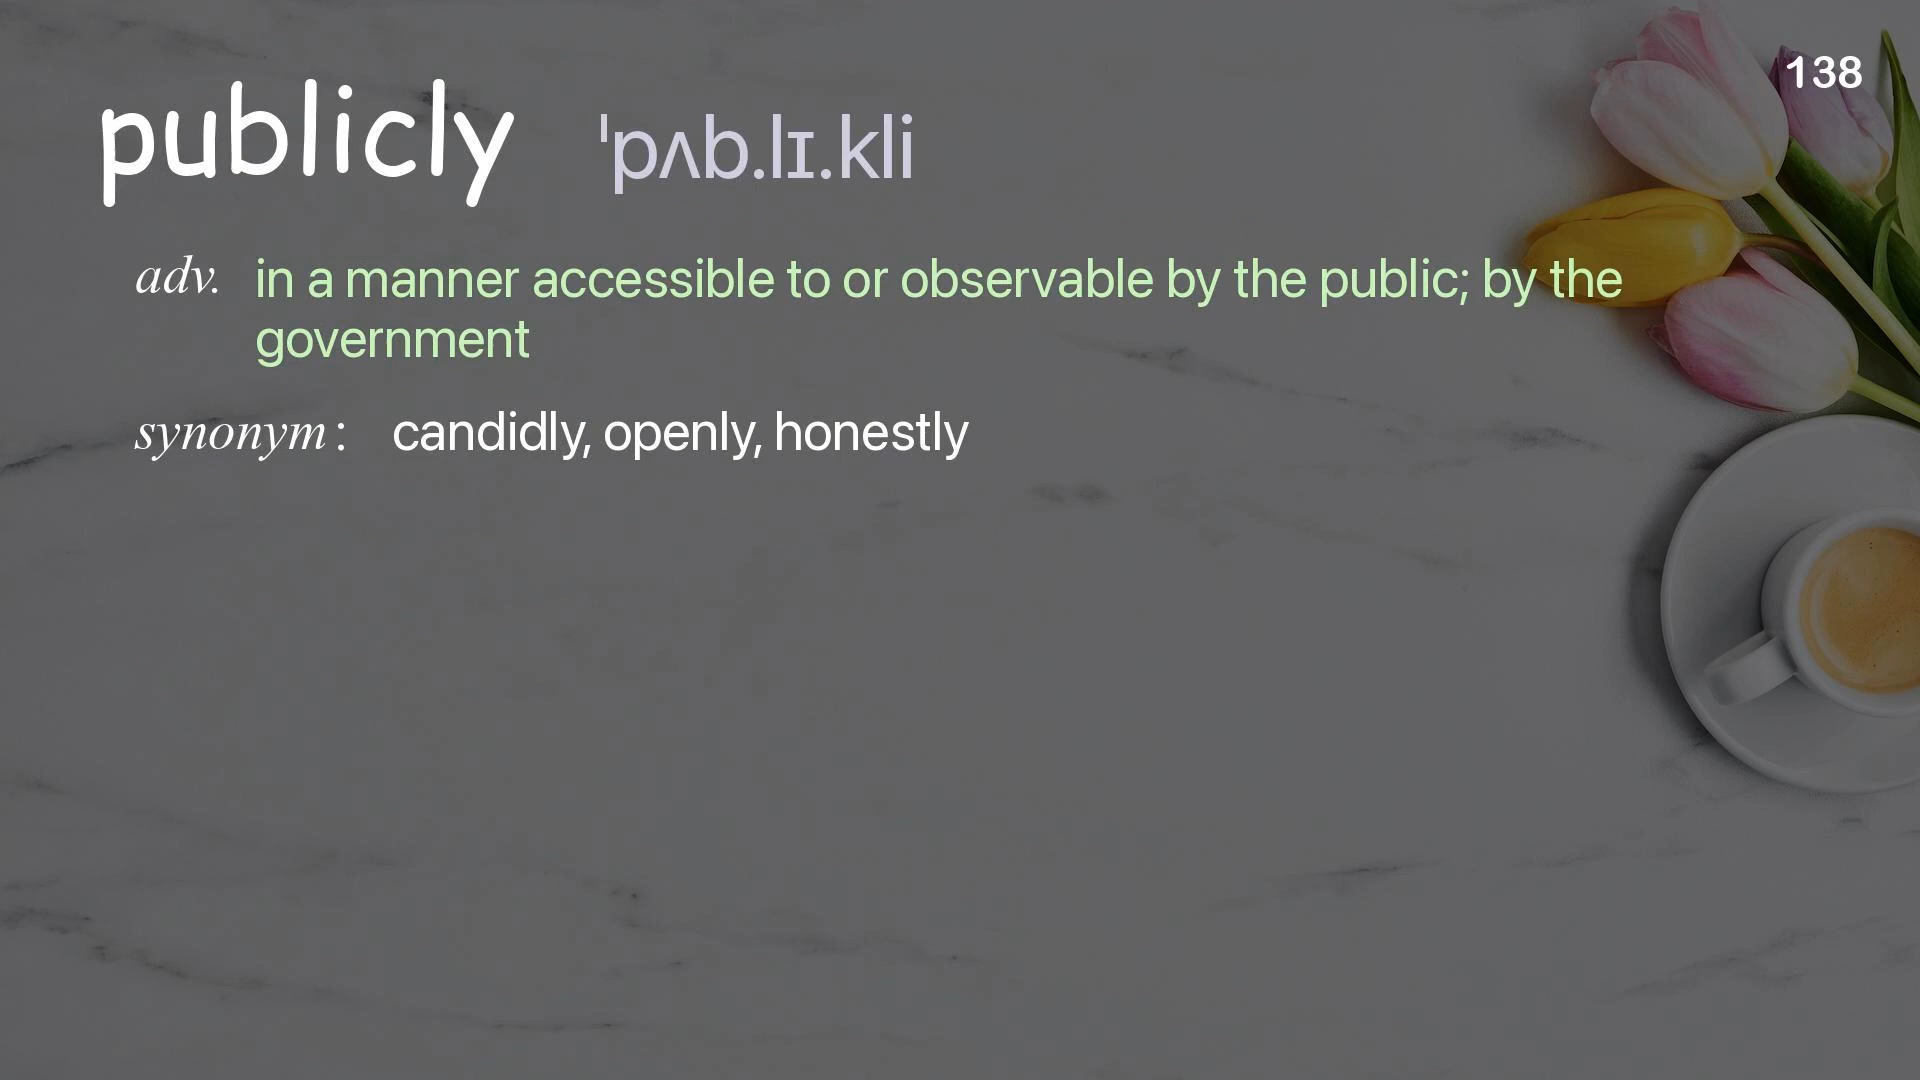 138
publicly ˈpʌb.lɪ.kli
adv. in a manner accessible to or observable by the public; by the
government
synonym: candidly, openly, honestly